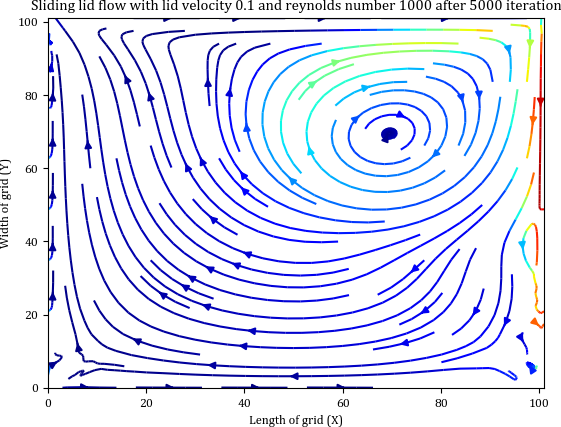 Sliding lid flow with lid velocity 0.1 and reynolds number 1000 after 5000 iteration
100
80
60
40
20
0
Width of grid (Y)
0 20 40 60 80 100
Length of grid (X)